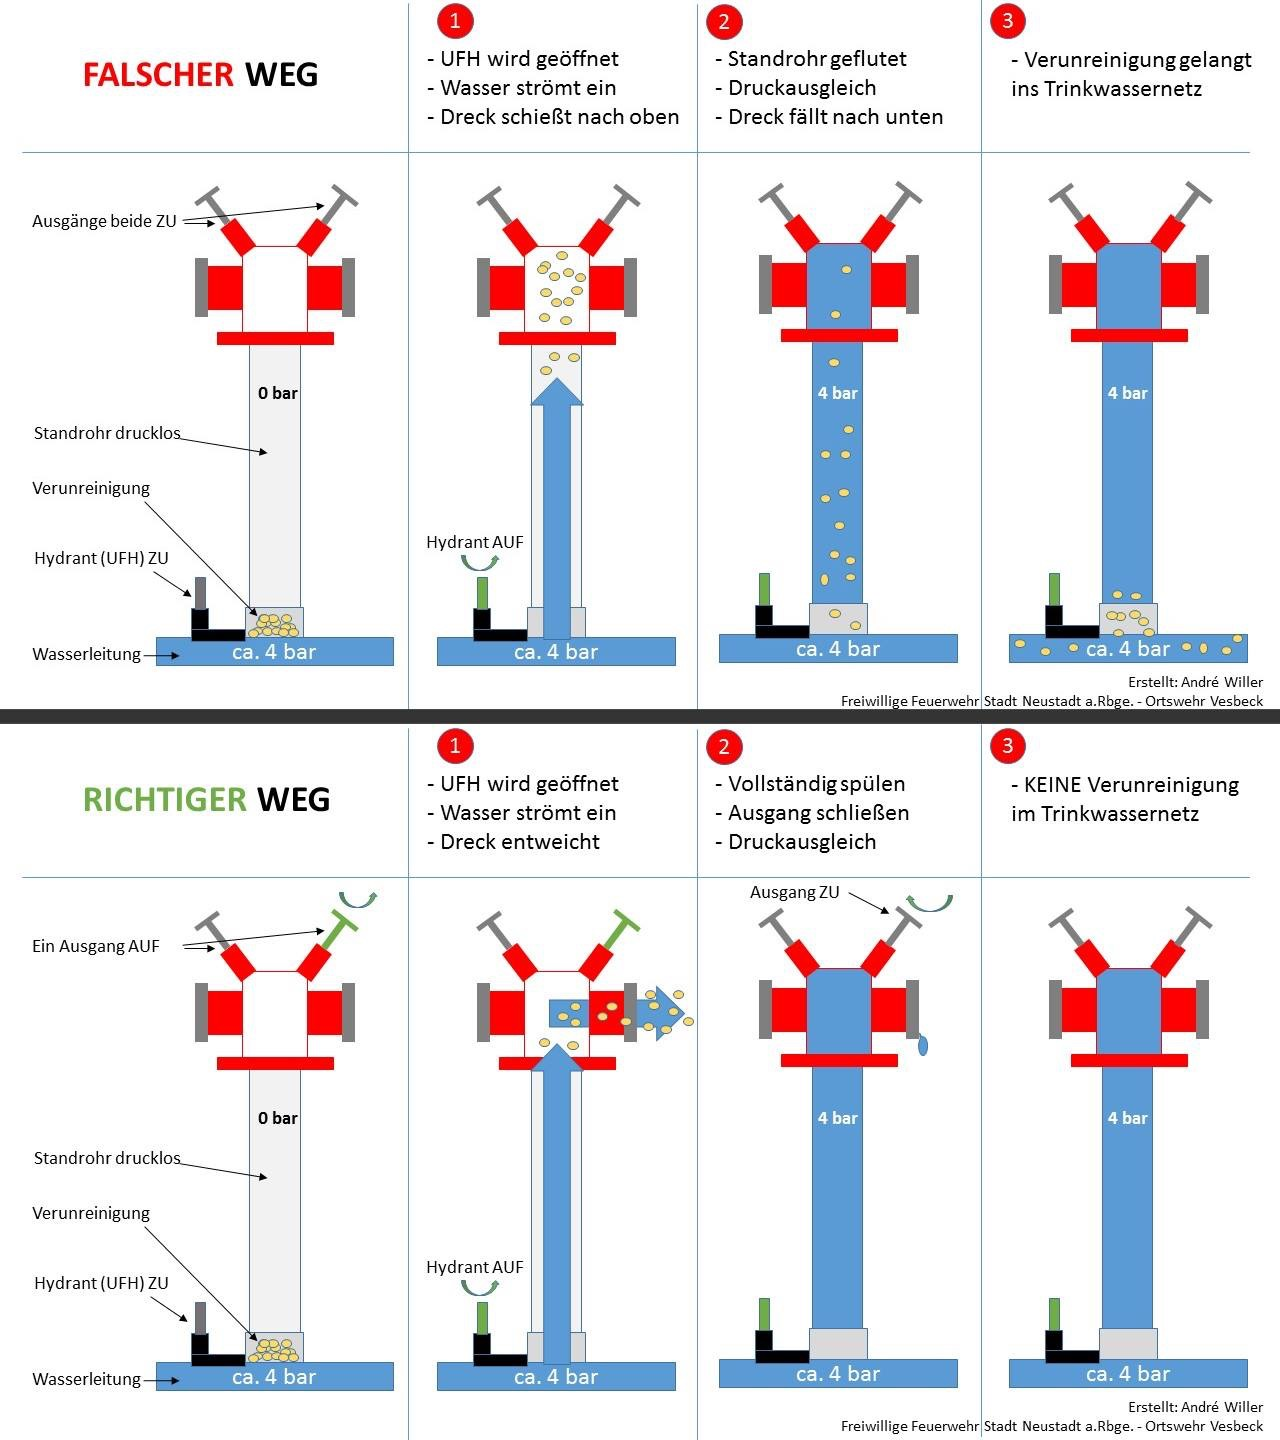 FALSCHER WEG
1
- UFH wird geöffnet
- Wasser strömt ein
- Dreck schießt nach oben
2
- Standrohr geflutet
- Druckausgleich
- Dreck fällt nach unten
3
- Verunreinigung gelangt
ins Trinkwassernetz
Ausgänge beide ZU
0 bar
Standrohr drucklos
Verunreinigung
Hydrant (UFH) ZU
Wasserleitung
ca. 4 bar
Hydrant AUF
ca. 4 bar
4 bar
ca. 4 bar
4 bar
ca. 4 bar
Erstellt: André Willer
Freiwillige Feuerwehr Stadt Neustadt a.Rbge. - Ortswehr Vesbeck
RICHTIGER WEG
1
- UFH wird geöffnet
- Wasser strömt ein
- Dreck entweicht
2
- Vollständig spülen
- Ausgang schließen
- Druckausgleich
3
- KEINE Verunreinigung
im Trinkwassernetz
Ein Ausgang AUF
0 bar
Standrohr drucklos
Verunreinigung
Hydrant (UFH) ZU
Wasserleitung
ca. 4 bar
Hydrant AUF
ca. 4 bar
Ausgang ZU
4 bar
ca. 4 bar
4 bar
ca. 4 bar
Erstellt: André Willer
Freiwillige Feuerwehr Stadt Neustadt a.Rbge. - Ortswehr Vesbeck